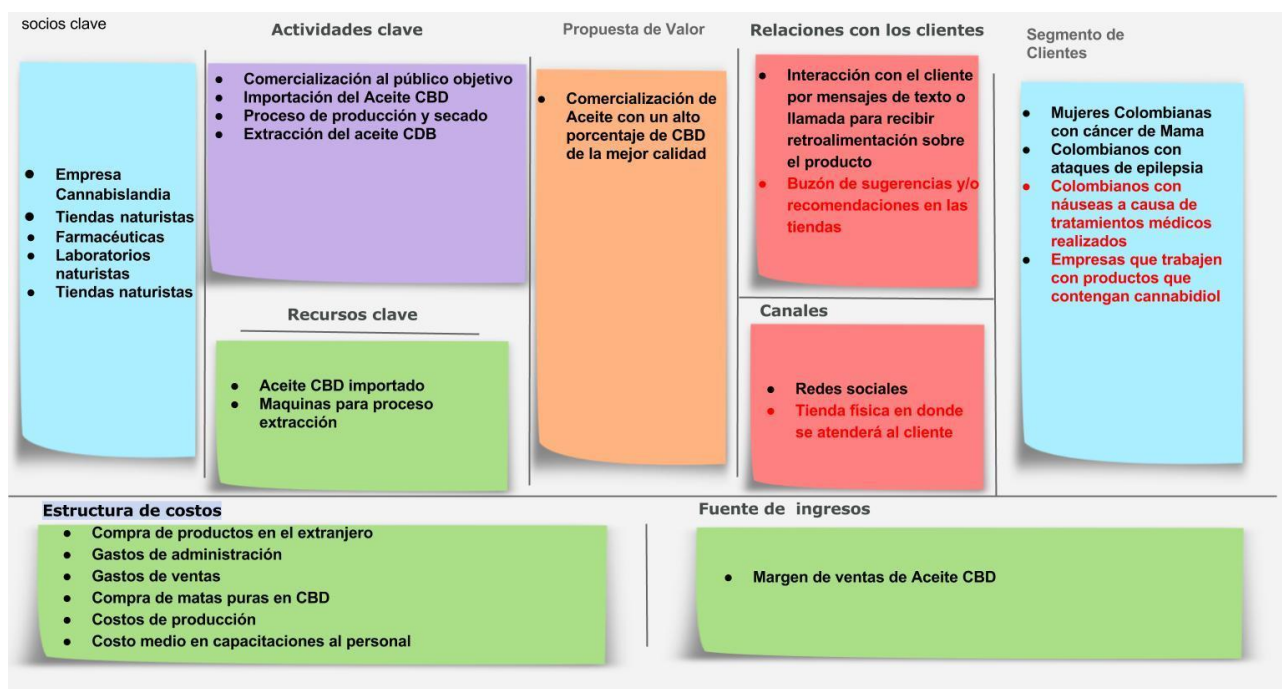 socios clave
Empresa
Cannabislandia
Tiendas naturistas
Farmacéuticas
Laboratorios
naturistas
Tiendas naturistas
Actividades clave
Comercialización al público objetivo
Importación del Aceite CBD
Proceso de producción y secado
Extracción del aceite CDB
Recursos clave
Aceite CBD importado
Maquinas para proceso
extracción
Propuesta de Valor
Comercialización de
Aceite con un alto
porcentaje de CBD
de la mejor calidad
Relaciones con los clientes
Interacción con el cliente
por mensajes de texto o
llamada para recibir
retroalimentación sobre
el producto
Buzón de sugerencias y/o
recomendaciones en las
tiendas
Canales
Redes sociales
Tienda física en donde
se atenderá al cliente
Segmento de
Clientes
Mujeres Colombianas
con cáncer de Mama
Colombianos con
ataques de epilepsia
Colombianos con
náuseas a causa de
tratamientos médicos
realizados
Empresas que trabajen
con productos que
contengan cannabidiol
Estructura de costos
Compra de productos en el extranjero
Gastos de administración
Gastos de ventas
Compra de matas puras en CBD
Costos de producción
Costo medio en capacitaciones al personal
Fuente de ingresos
Margen de ventas de Aceite CBD